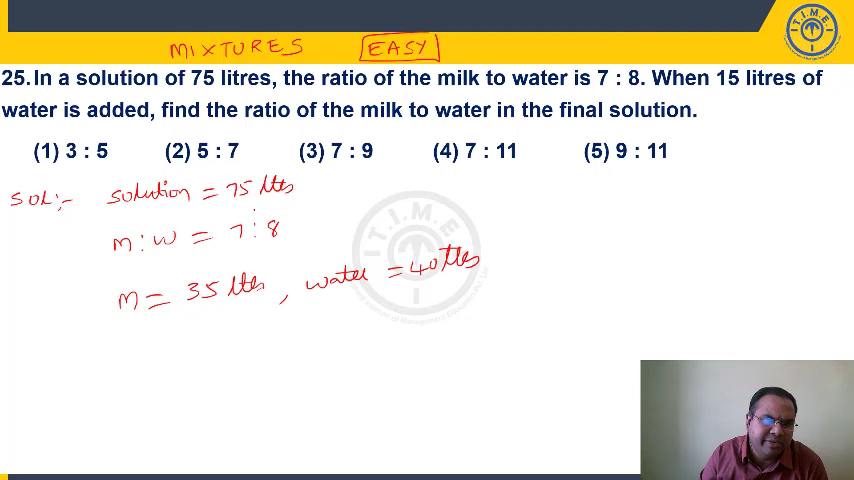 T.I.M.E.
MIXTURES EASY
25. In a solution of 75 litres, the ratio of the milk to water is 7 : 8. When 15 litres of
water is added, find the ratio of the milk to water in the final solution.
(1) 3 : 5 (2) 5 : 7 (3) 7 : 9 (4) 7 : 11 (5) 9 : 11
SOL:- solution = 75 ltts
M : W = 7 : 8
M = 35 ltts, water = 40 ltts
T.I.M.E.